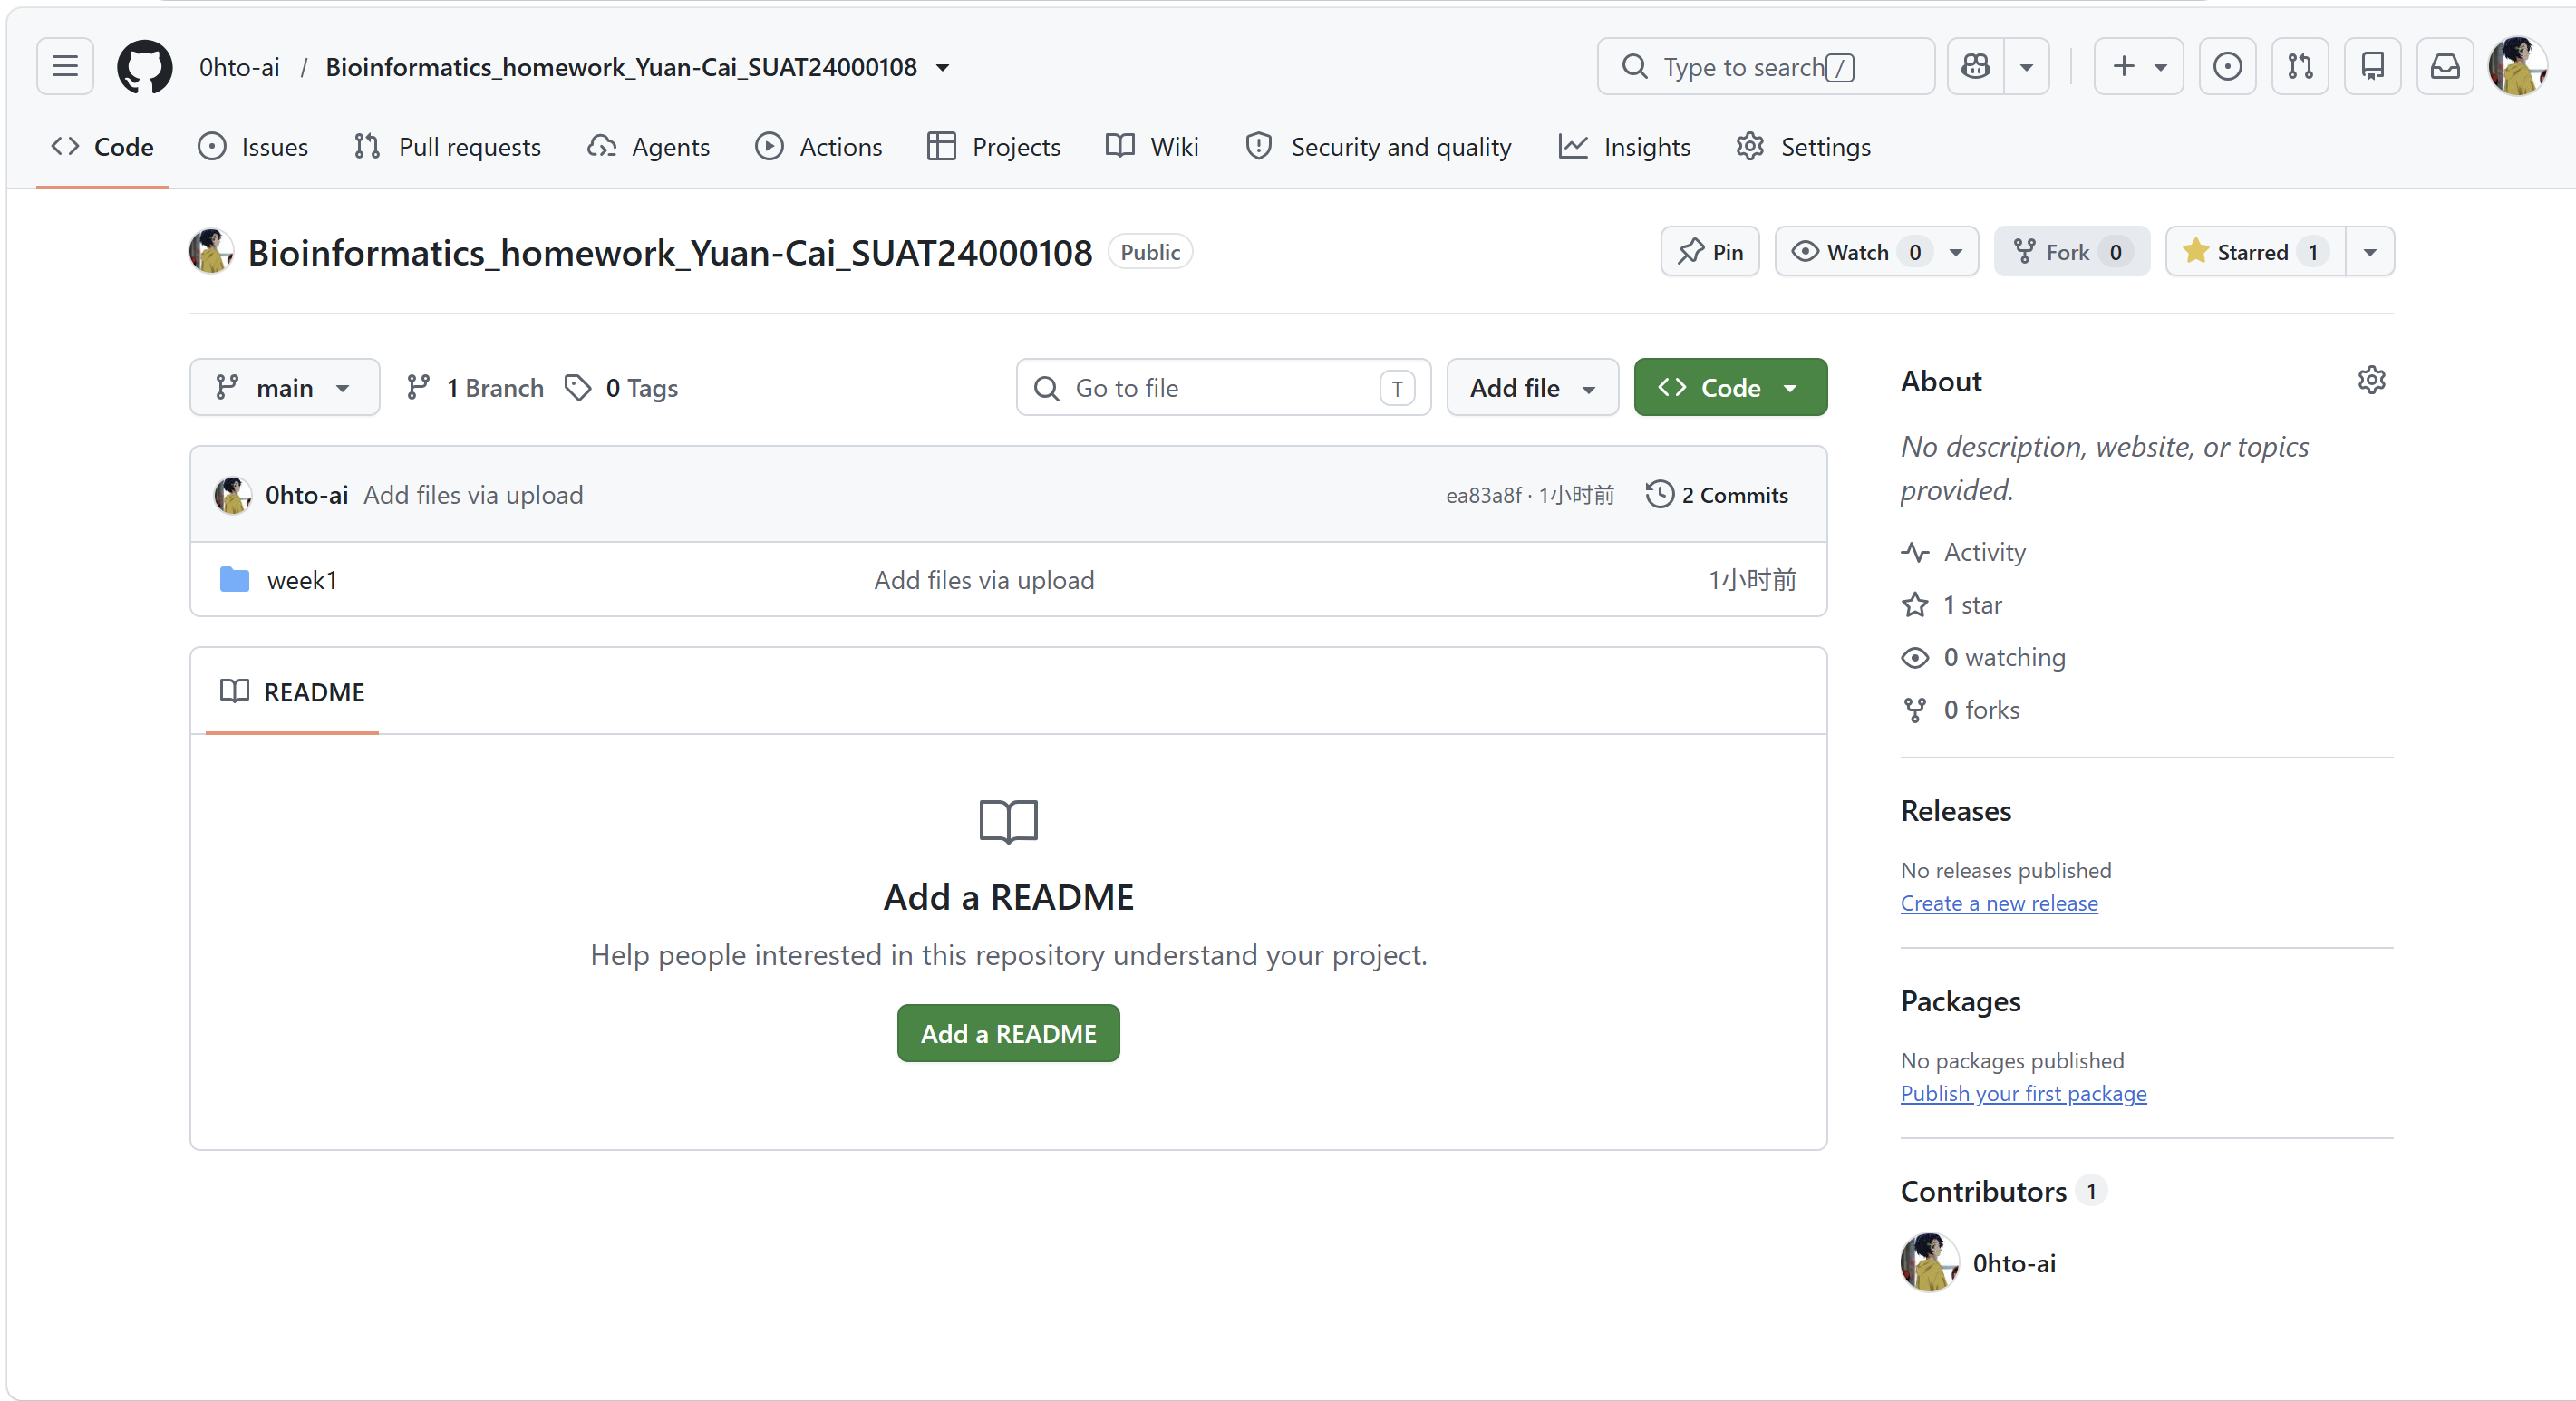 0hto-ai / Bioinformatics_homework_Yuan-Cai_SUAT24000108
Type to search /
Code Issues Pull requests Agents Actions Projects Wiki Security and quality Insights Settings
Bioinformatics_homework_Yuan-Cai_SUAT24000108 Public
Pin Watch 0 Fork 0 Starred 1
main 1 Branch 0 Tags
Go to file T
Add file
Code
0hto-ai Add files via upload ea83a8f · 1小时前 2 Commits
week1 Add files via upload 1小时前
README
Add a README
Help people interested in this repository understand your project.
Add a README
About
No description, website, or topics
provided.
Activity
1 star
0 watching
0 forks
Releases
No releases published
Create a new release
Packages
No packages published
Publish your first package
Contributors 1
0hto-ai